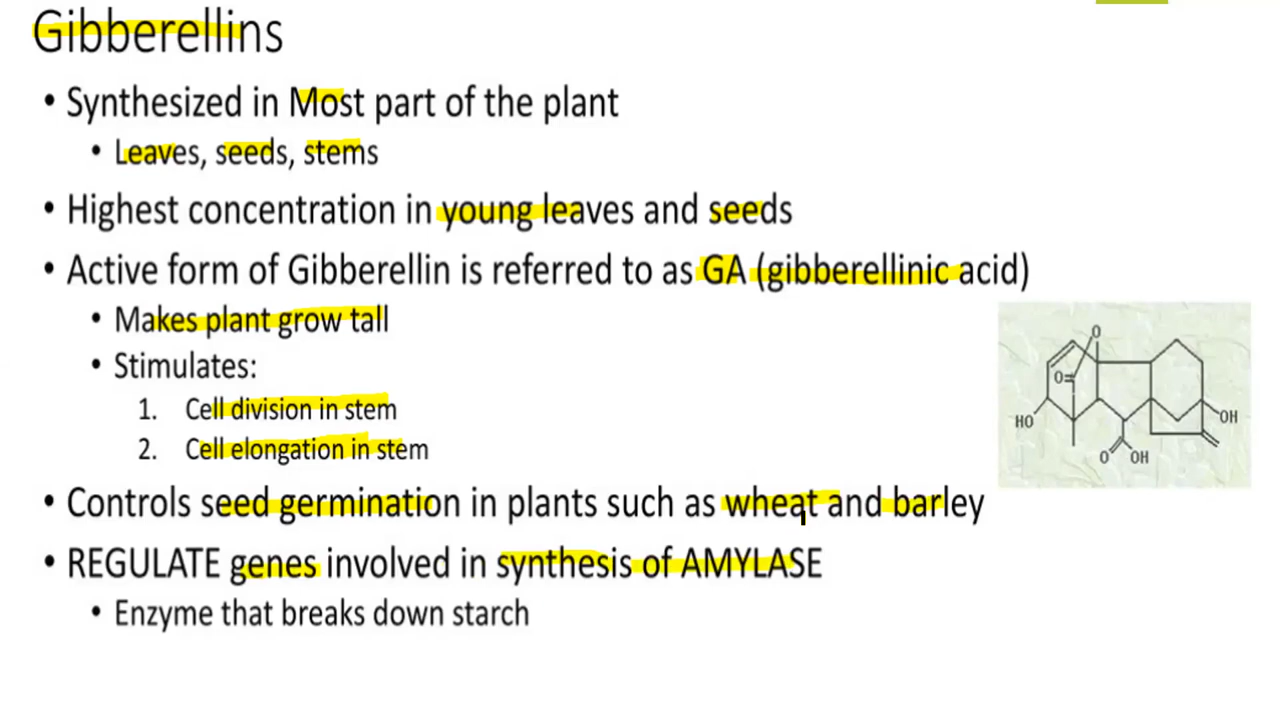 Gibberellins
• Synthesized in Most part of the plant
• Leaves, seeds, stems
• Highest concentration in young leaves and seeds
• Active form of Gibberellin is referred to as GA (gibberellinic acid)
• Makes plant grow tall
• Stimulates:
1. Cell division in stem
2. Cell elongation in stem
• Controls seed germination in plants such as wheat and barley
• REGULATE genes involved in synthesis of AMYLASE
• Enzyme that breaks down starch
O
O=
HO
OH
O OH